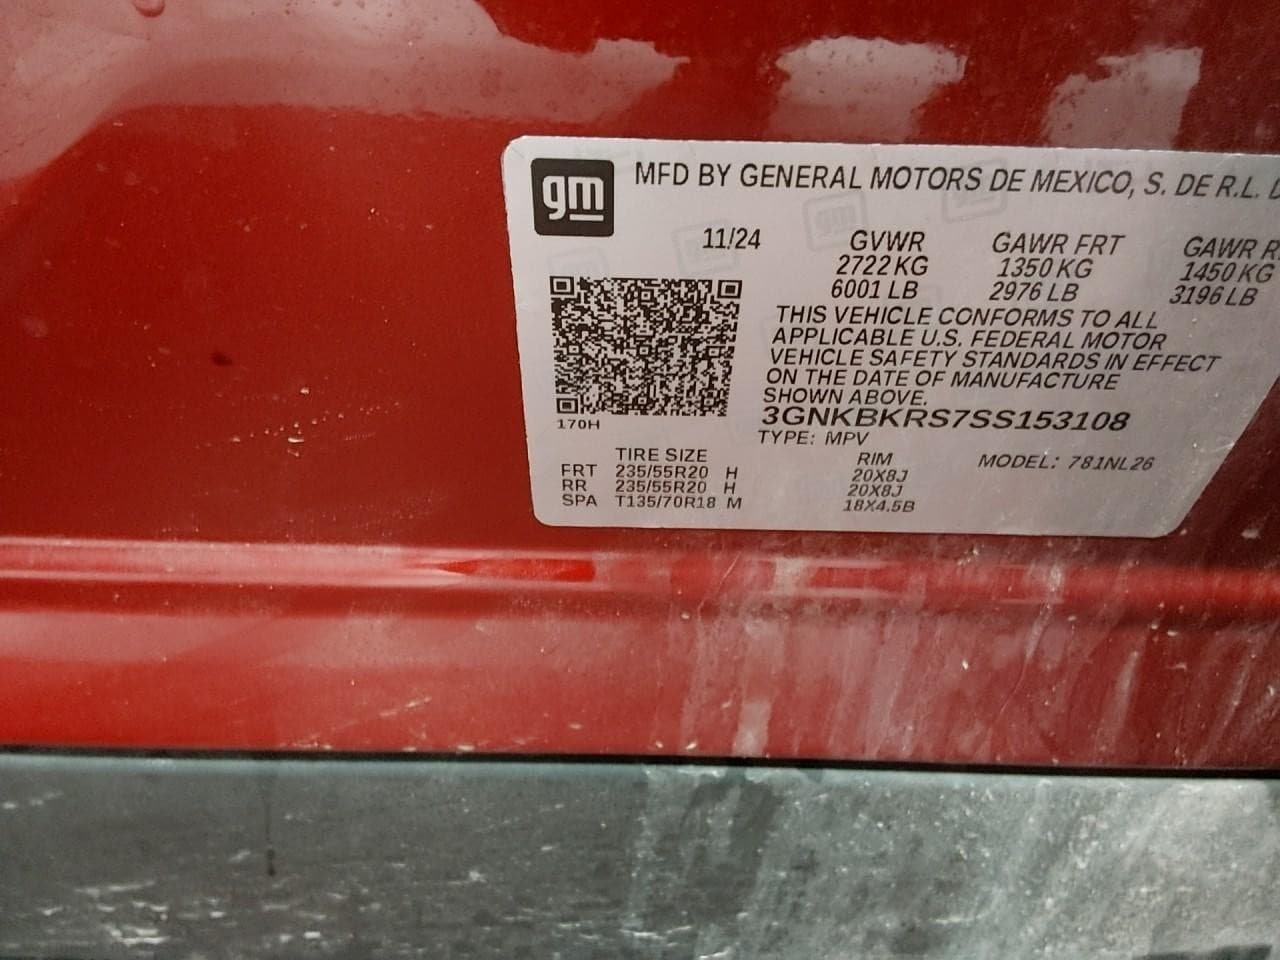 gm
MFD BY GENERAL MOTORS DE MEXICO, S. DE R.L.
11/24 GVWR GAWR FRT GAWR
2722 KG 1350 KG 1450 KG
6001 LB 2976 LB 3196 LB
THIS VEHICLE CONFORMS TO ALL
APPLICABLE U.S. FEDERAL MOTOR
VEHICLE SAFETY STANDARDS IN EFFECT
ON THE DATE OF MANUFACTURE
SHOWN ABOVE.
3GNKBKRS7SS153108
170H
TYPE: MPV
TIRE SIZE RIM MODEL: 781NL26
FRT 235/55R20 H 20X8J
RR 235/55R20 H 20X8J
SPA T135/70R18 M 18X4.5B